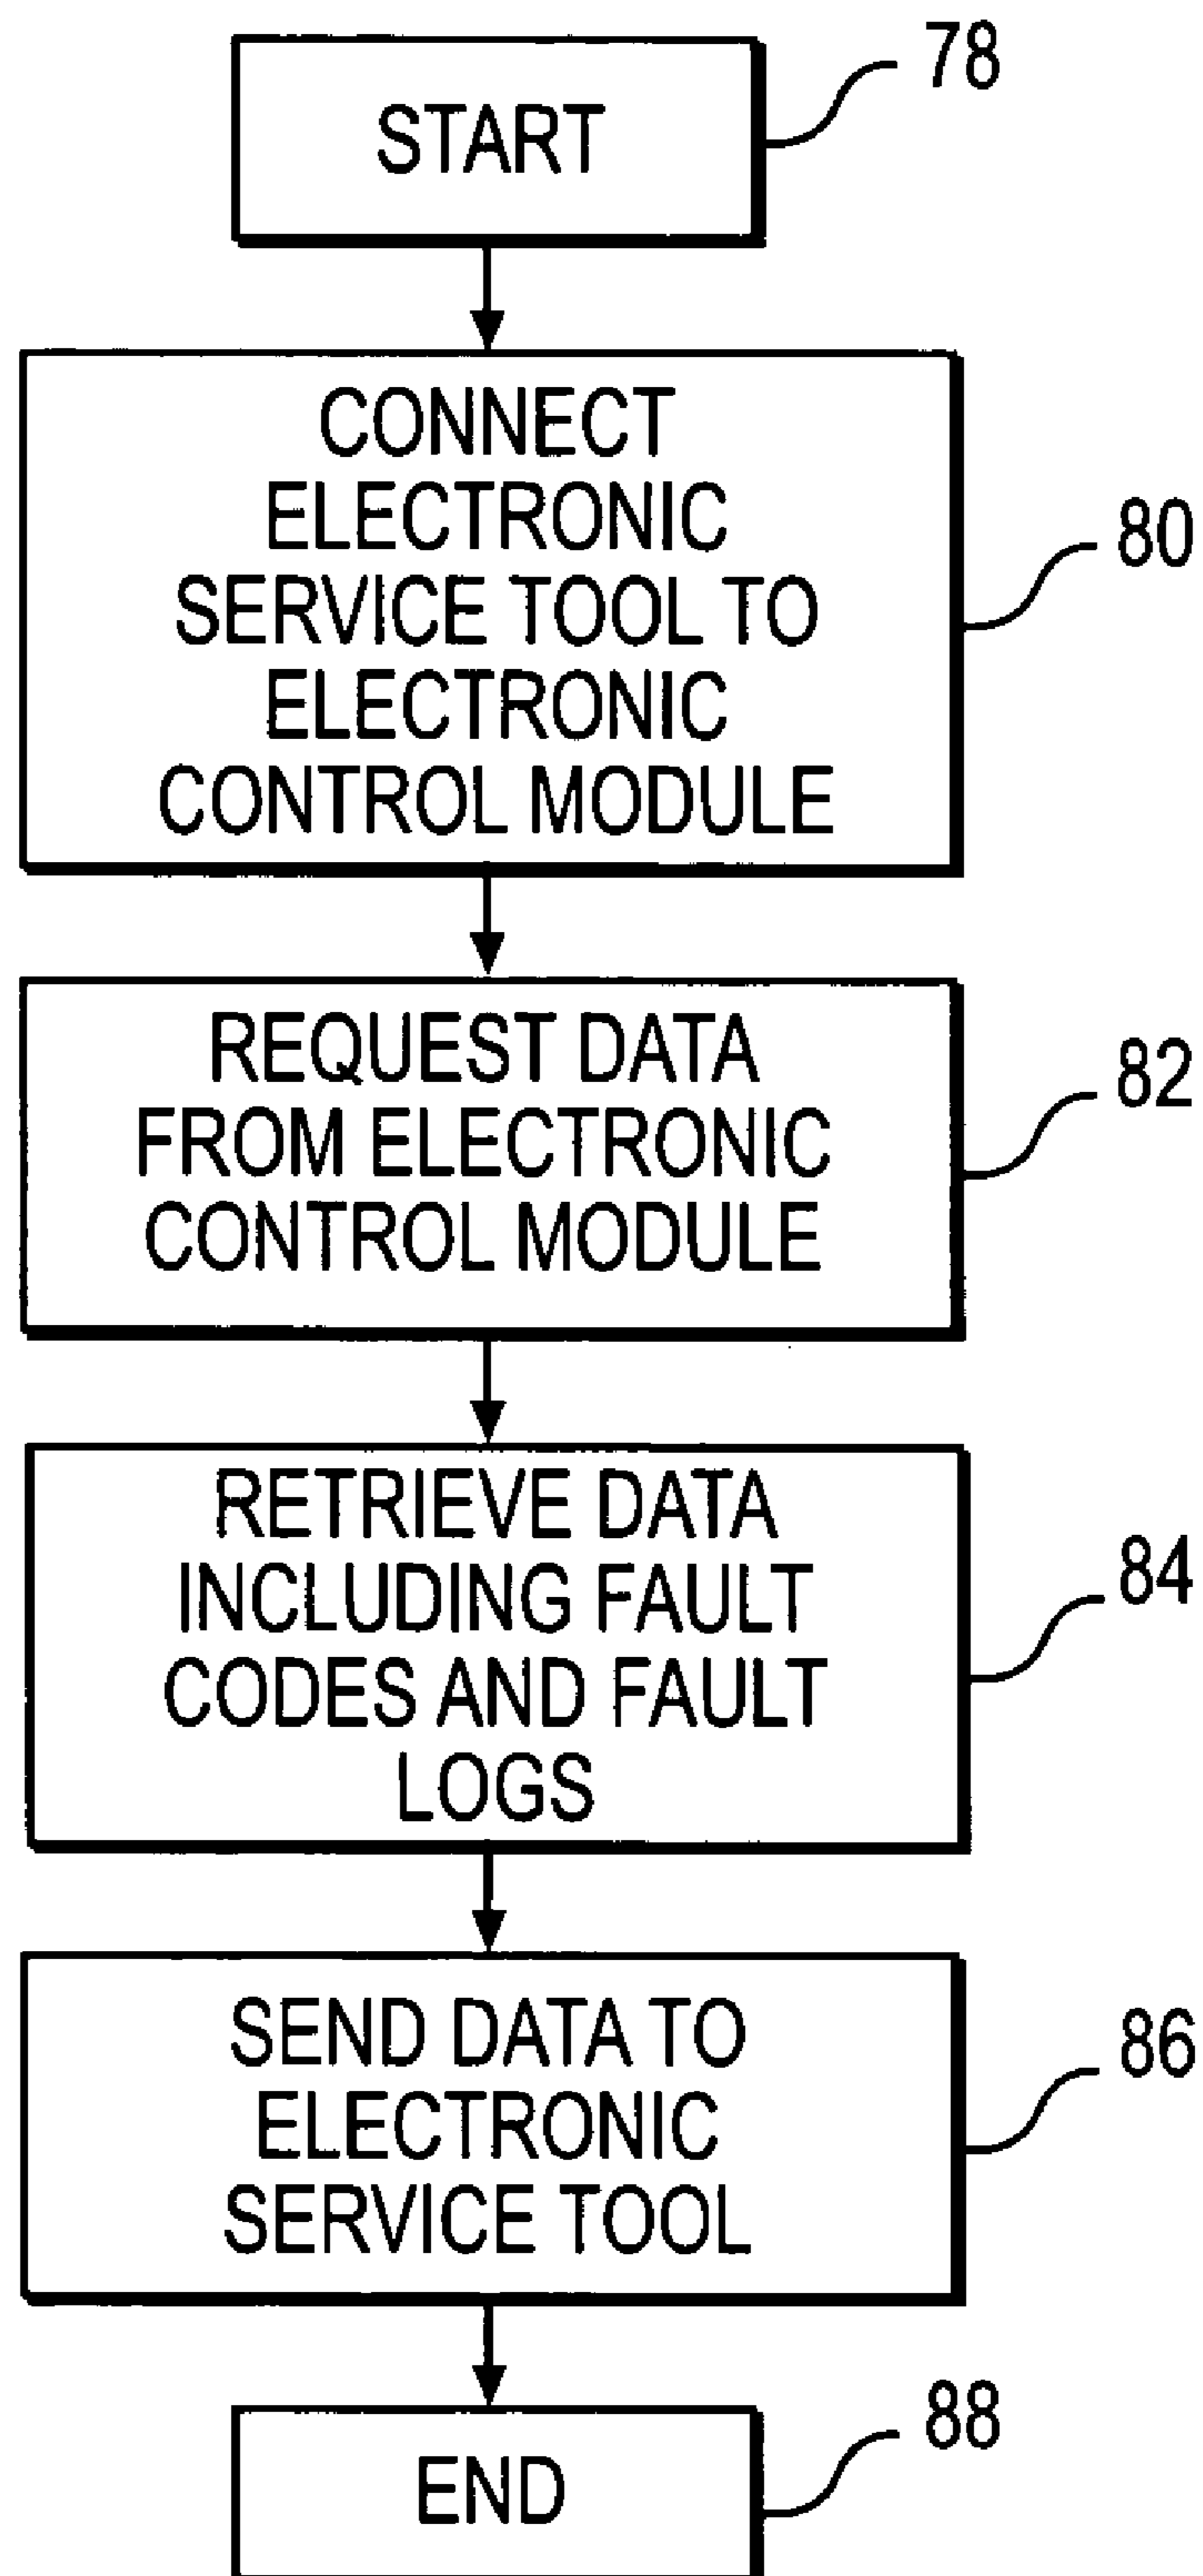 START
78
CONNECT
ELECTRONIC
SERVICE TOOL TO
ELECTRONIC
CONTROL MODULE
80
REQUEST DATA
FROM ELECTRONIC
CONTROL MODULE
82
RETRIEVE DATA
INCLUDING FAULT
CODES AND FAULT
LOGS
84
SEND DATA TO
ELECTRONIC
SERVICE TOOL
86
END
88